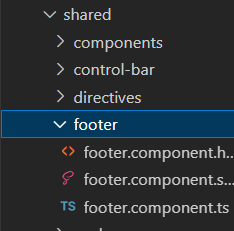 shared
components
control-bar
directives
footer
footer.component.h...
footer.component.s...
TS footer.component.ts